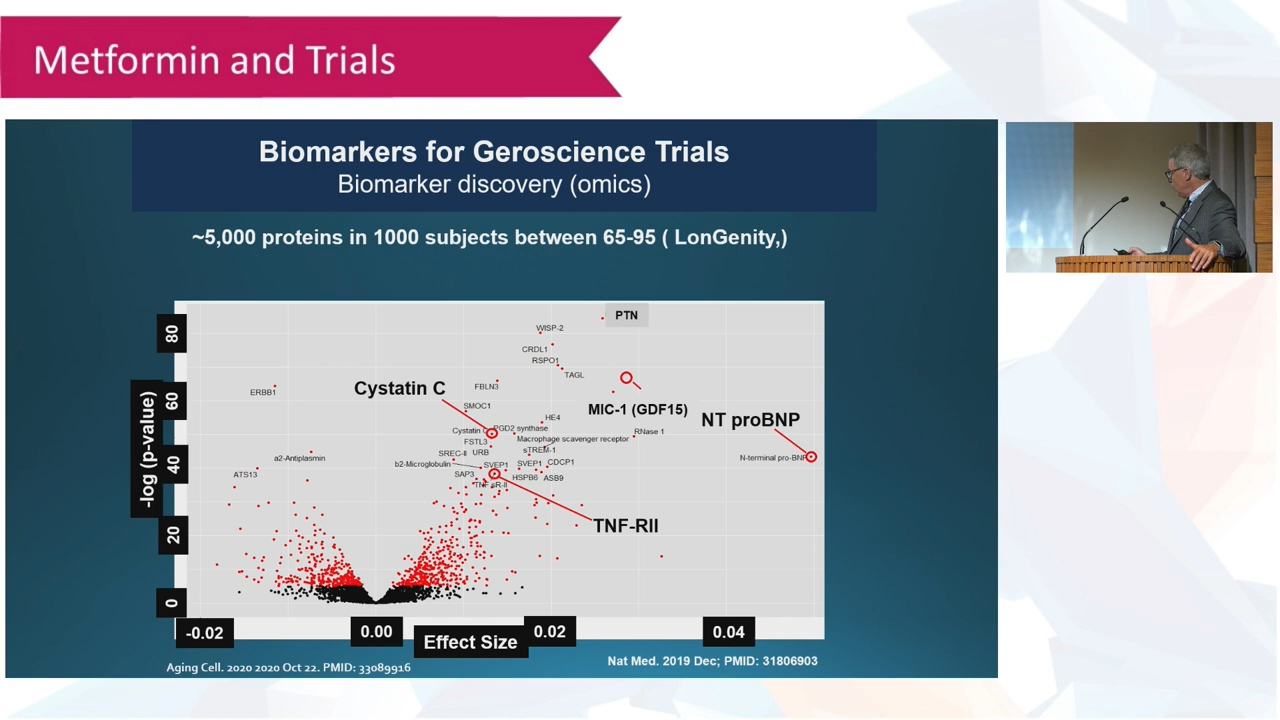 Metformin and Trials
Biomarkers for Geroscience Trials
Biomarker discovery (omics)
~5,000 proteins in 1000 subjects between 65-95 ( LonGenity,)
PTN
80
WISP-2
CRDL1
RSPO1
TAGL
FBLN3
ERBB1
Cystatin C
60
MIC-1 (GDF15)
SMOC1
HE4
NT proBNP
Cystatin C
PGD2 synthase
RNase 1
Macrophage scavenger receptor
FSTL3
sTREM-1
SREC-II
URB
N-terminal pro-BNP
a2-Antiplasmin
b2-Microglobulin
SVEP1
SVEP1
CDCP1
40
ATS13
SAP3
HSPB6
ASB9
TNF sR-II
-log (p-value)
TNF-RII
20
0
-0.02
0.00
0.02
0.04
Effect Size
Aging Cell. 2020 2020 Oct 22. PMID: 33089916
Nat Med. 2019 Dec; PMID: 31806903